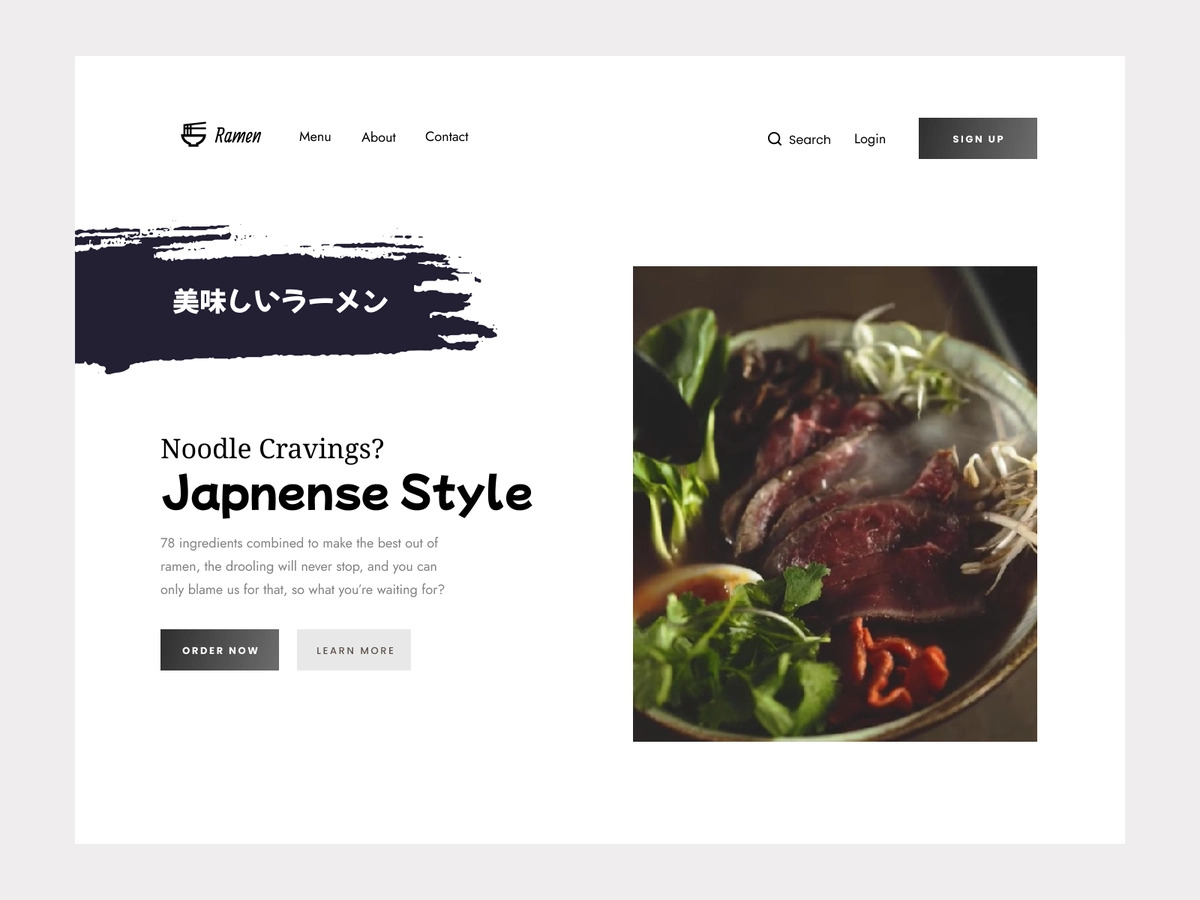 Ramen
Menu
About
Contact
Search
Login
SIGN UP
美味しいラーメン
Noodle Cravings?
Japnense Style
78 ingredients combined to make the best out of
ramen, the drooling will never stop, and you can
only blame us for that, so what you're waiting for?
ORDER NOW
LEARN MORE